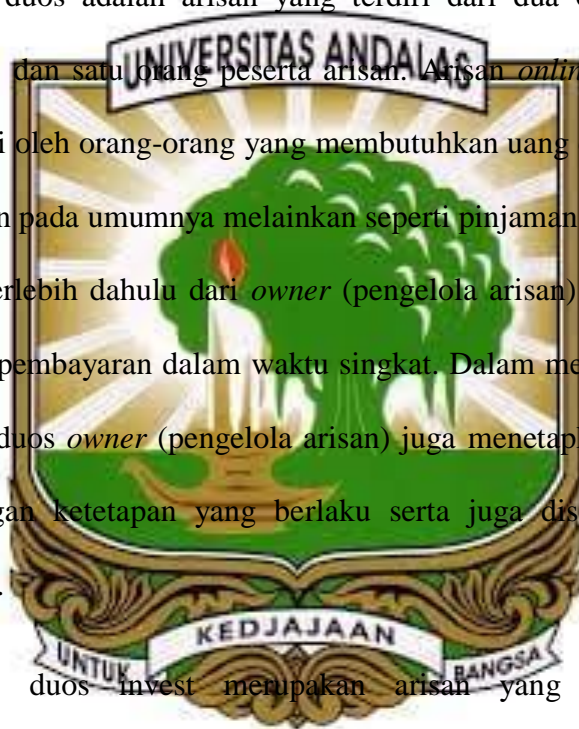 duos adalah arisan yang terdiri dari dua
UNIVERSITAS ANDALAS
dan satu orang peserta arisan. Arisan onlin
i oleh orang-orang yang membutuhkan uang
n pada umumnya melainkan seperti pinjaman
erlebih dahulu dari owner (pengelola arisan)
pembayaran dalam waktu singkat. Dalam me
duos owner (pengelola arisan) juga menetapl
gan ketetapan yang berlaku serta juga dis
KEDJAJAAN
UNTUK BANGSA
duos invest merupakan arisan yang